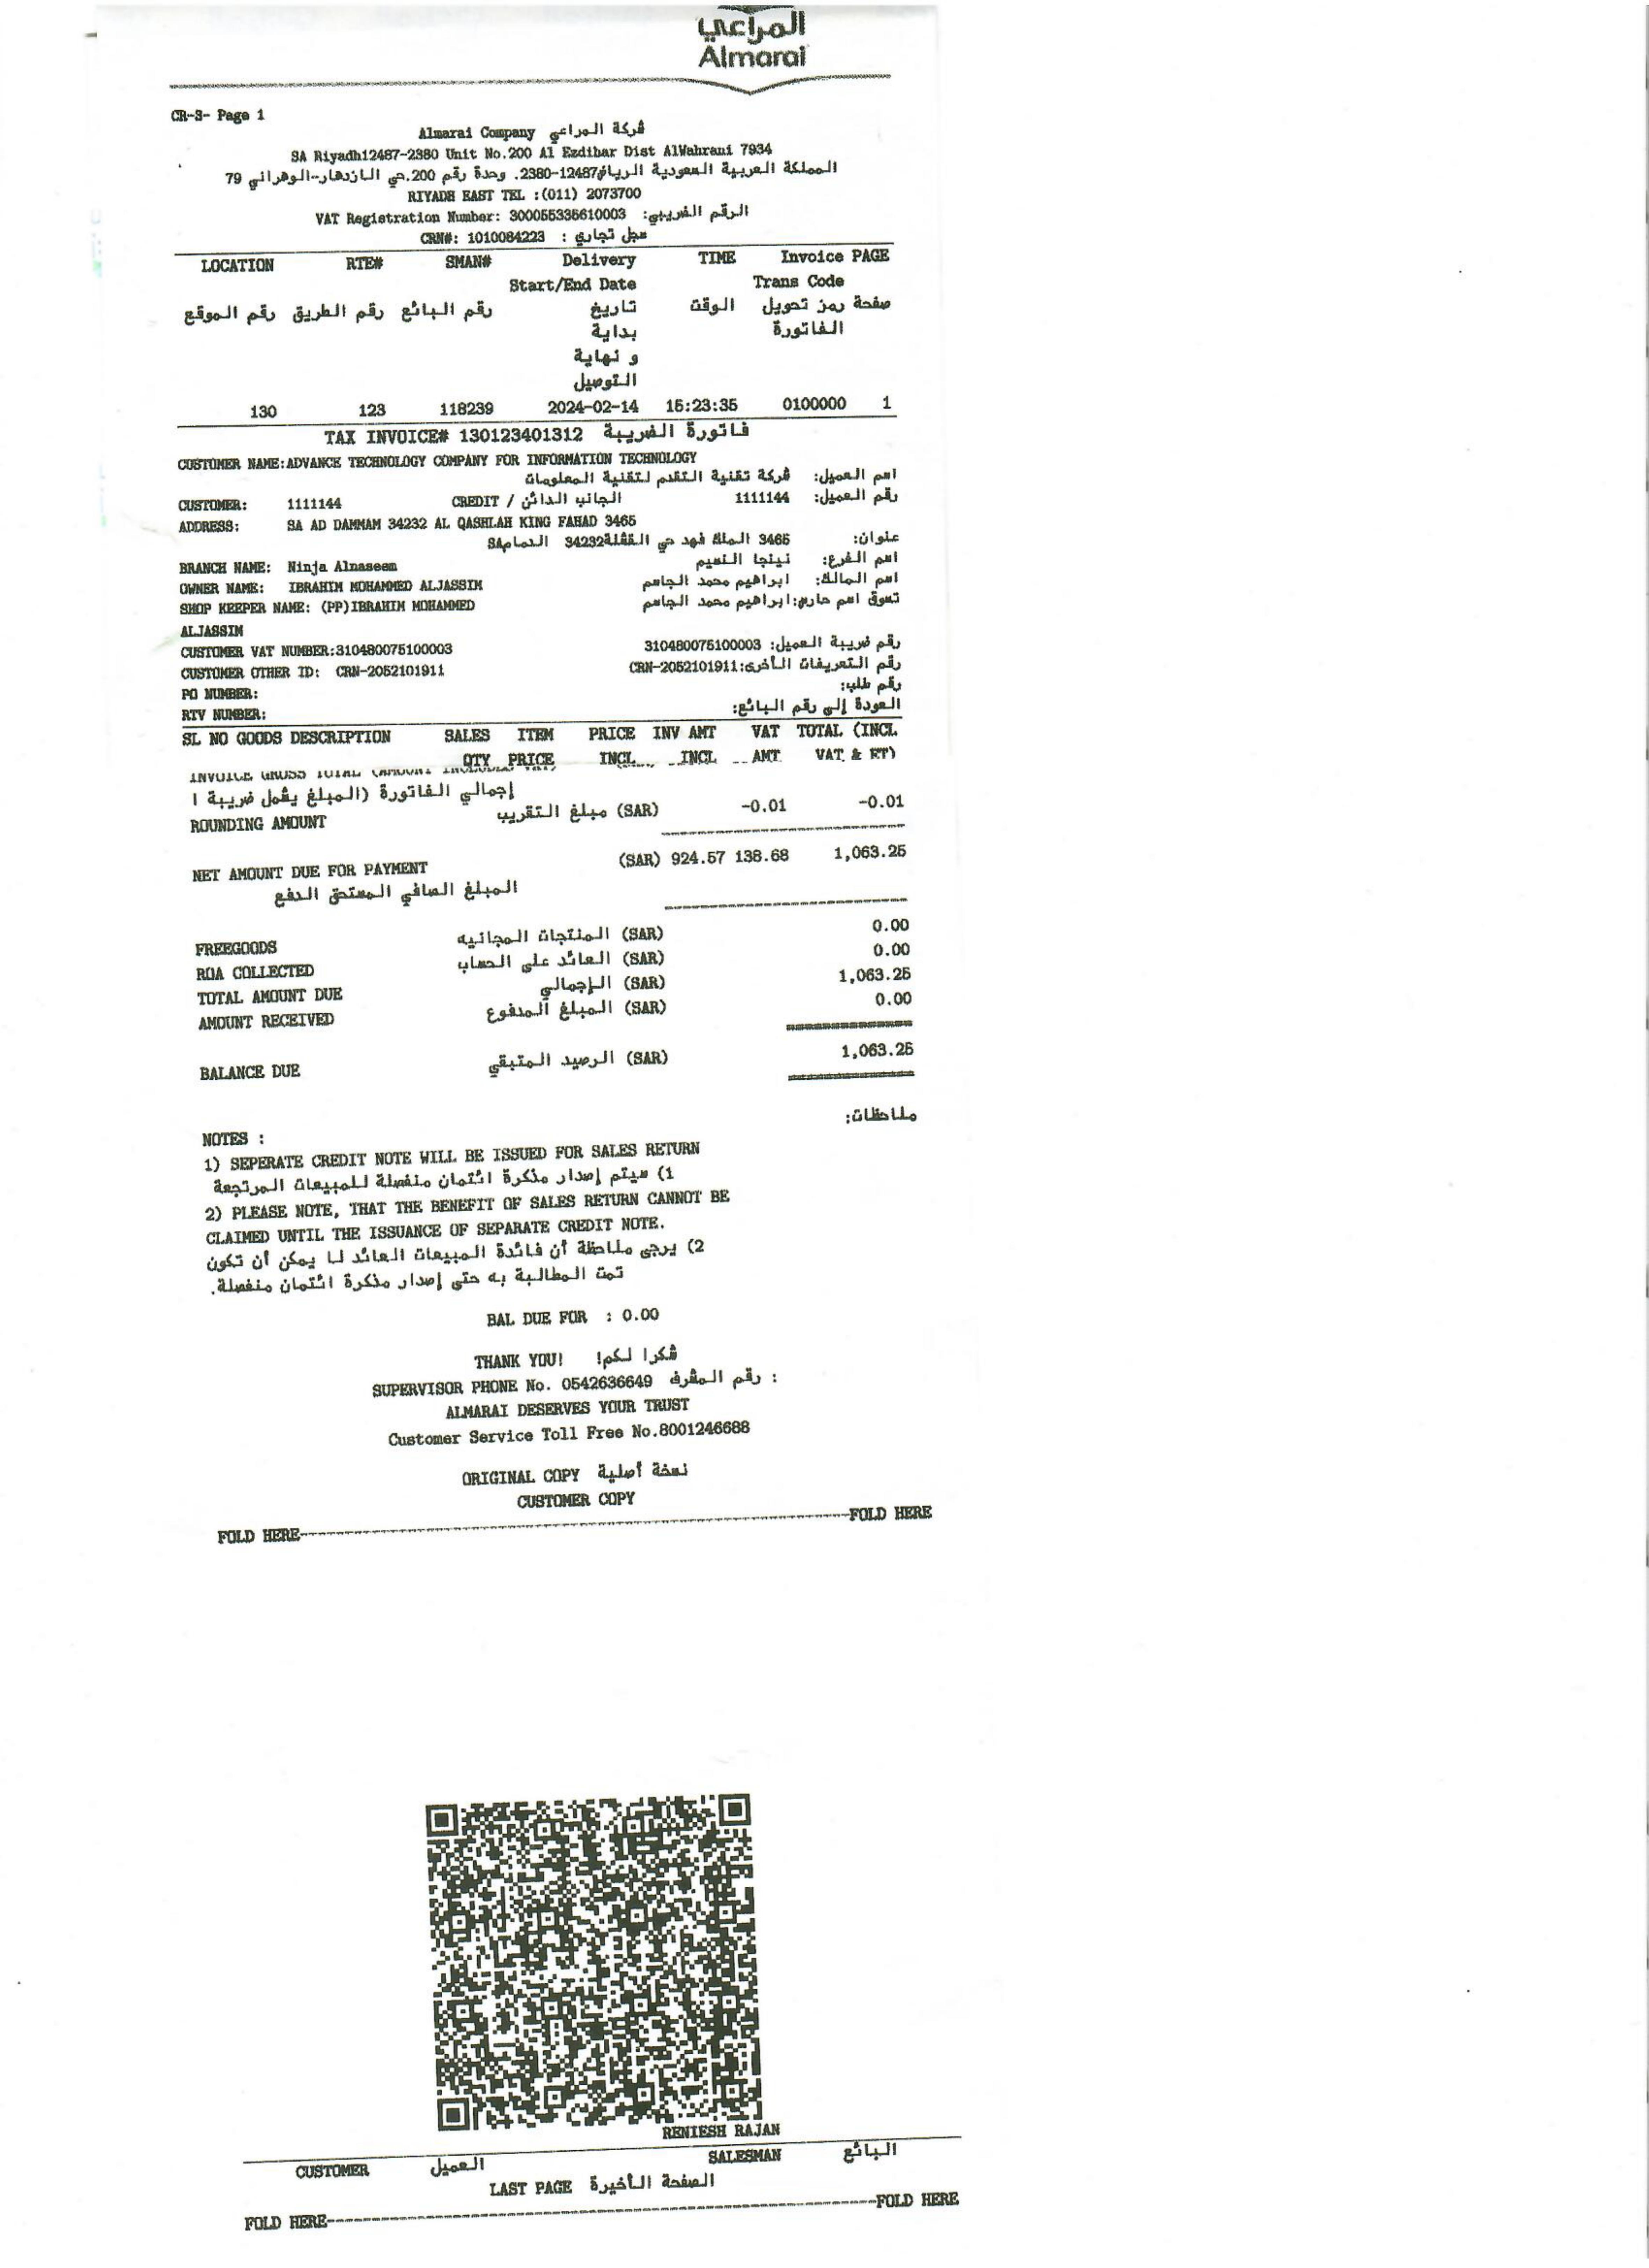 المراعي
Almarai
CR-3- Page 1
Almarai Company شركة المراعي
SA Riyadh12487-2380 Unit No.200 Al Ezdihar Dist AlWahrani 7934
المملكة العربية السعودية الرياض12487-2380. وحدة رقم 200.حي الازدهار-الوهراني 79
RIYADH EAST TEL :(011) 2073700
VAT Registration Number: 300055335610003 الرقم الضريبي:
CRN#: 1010084223 سجل تجاري :
LOCATION RTE# SMAN# Delivery TIME Invoice PAGE
Start/End Date Trans Code
رقم الموقع رقم الطريق رقم البائع تاريخ الوقت رمز تحويل صفحة
بداية الفاتورة
و نهاية
التوصيل
130 123 118239 2024-02-14 15:23:35 0100000 1
TAX INVOICE# 130123401312 فاتورة الضريبة
CUSTOMER NAME:ADVANCE TECHNOLOGY COMPANY FOR INFORMATION TECHNOLOGY
اسم العميل: شركة تقنية التقدم لتقنية المعلومات
CUSTOMER: 1111144 CREDIT / الجانب الدائن 1111144 رقم العميل:
ADDRESS: SA AD DAMMAM 34232 AL QASHLAH KING FAHAD 3465
عنوان: 3465 الملك فهد حي القشلة34232 الدمامSA
BRANCH NAME: Ninja Alnaseem اسم الفرع: نينجا النسيم
OWNER NAME: IBRAHIM MOHAMMED ALJASSIM اسم المالك: ابراهيم محمد الجاسم
SHOP KEEPER NAME: (PP)IBRAHIM MOHAMMED تسوق اسم حارس:ابراهيم محمد الجاسم
ALJASSIM
CUSTOMER VAT NUMBER:310480075100003 رقم ضريبة العميل: 310480075100003
CUSTOMER OTHER ID: CRN-2052101911 رقم التعريفات الأخرى:CRN-2052101911
PO NUMBER: رقم طلب:
RTV NUMBER: العودة إلى رقم البائع:
SL NO GOODS DESCRIPTION SALES ITEM PRICE INV AMT VAT TOTAL (INCL
QTY PRICE INCL INCL AMT VAT & ET)
INVOICE GROSS TOTAL (AMOUNT INCLUDES VAT)
إجمالي الفاتورة (المبلغ يشمل ضريبة ا
ROUNDING AMOUNT مبلغ التقريب (SAR) -0.01 -0.01
NET AMOUNT DUE FOR PAYMENT (SAR) 924.57 138.68 1,063.25
المبلغ الصافي المستحق الدفع
FREEGOODS المنتجات المجانيه (SAR) 0.00
ROA COLLECTED العائد على الحساب (SAR) 0.00
TOTAL AMOUNT DUE الإجمالي (SAR) 1,063.25
AMOUNT RECEIVED المبلغ المدفوع (SAR) 0.00
BALANCE DUE الرصيد المتبقي (SAR) 1,063.25
NOTES : ملاحظات:
1) SEPERATE CREDIT NOTE WILL BE ISSUED FOR SALES RETURN
1) سيتم إصدار مذكرة ائتمان منفصلة للمبيعات المرتجعة
2) PLEASE NOTE, THAT THE BENEFIT OF SALES RETURN CANNOT BE
CLAIMED UNTIL THE ISSUANCE OF SEPARATE CREDIT NOTE.
2) يرجى ملاحظة أن فائدة المبيعات العائد لا يمكن أن تكون
تمت المطالبة به حتى إصدار مذكرة ائتمان منفصلة.
BAL DUE FOR : 0.00
THANK YOU! شكرا لكم!
SUPERVISOR PHONE No. 0542636649 رقم المشرف :
ALMARAI DESERVES YOUR TRUST
Customer Service Toll Free No.8001246688
ORIGINAL COPY نسخة أصلية
CUSTOMER COPY
FOLD HERE-----FOLD HERE
RENIESH RAJAN
CUSTOMER العميل SALESMAN البائع
LAST PAGE الصفحة الأخيرة
FOLD HERE-----FOLD HERE